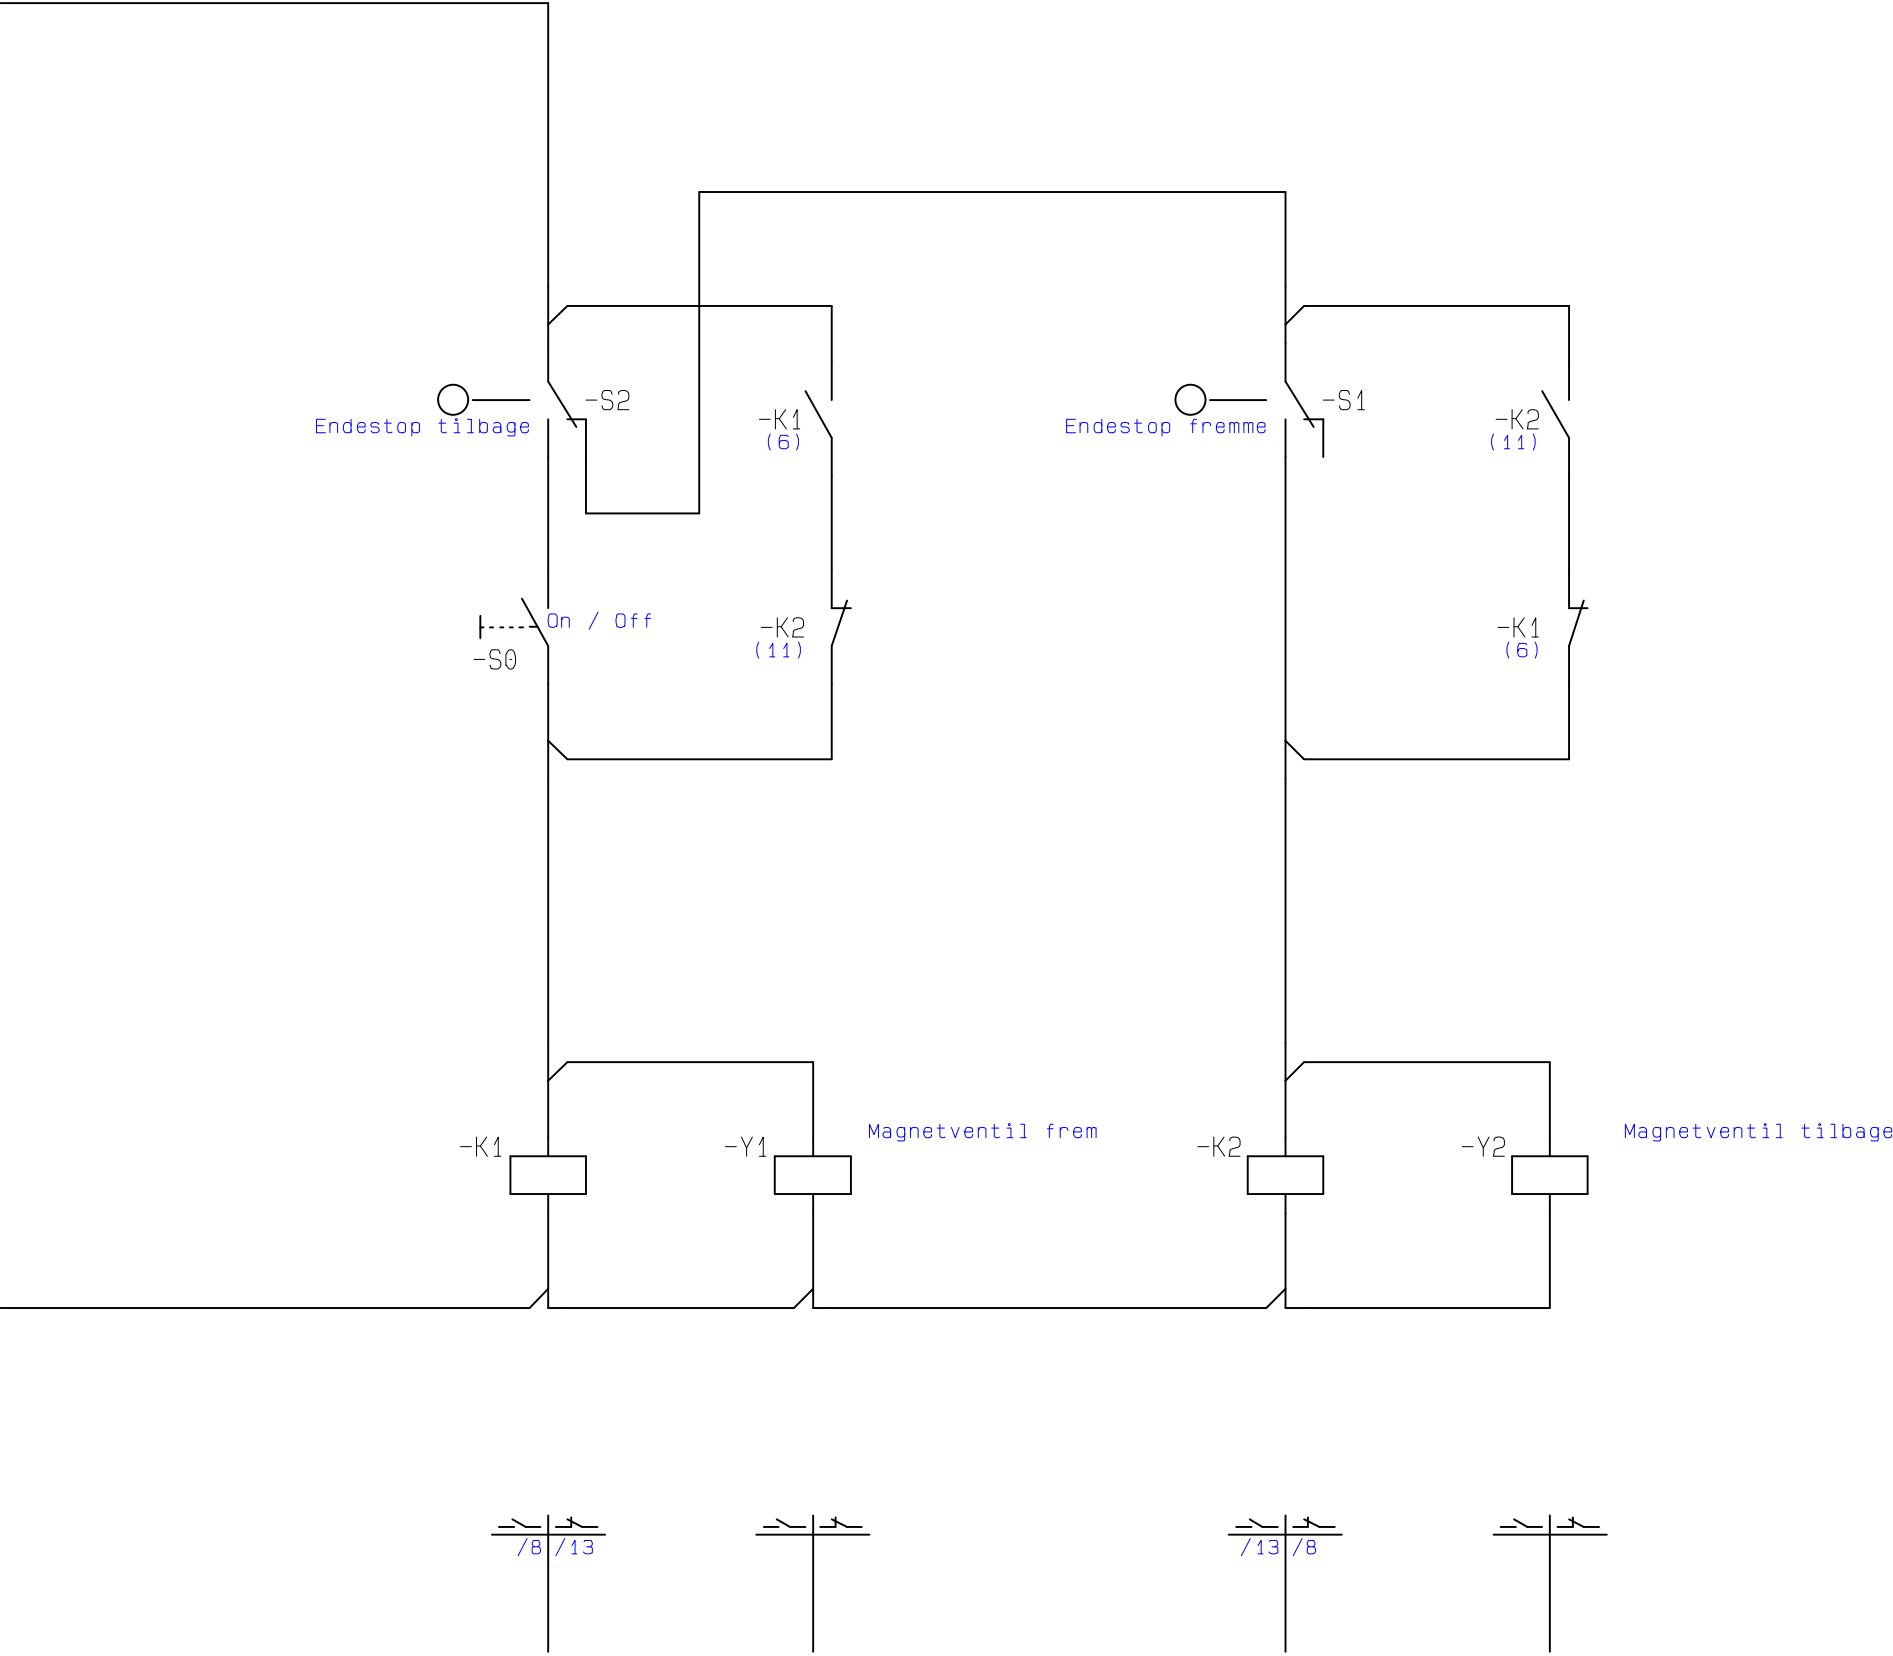 -S2
Endestop tilbage
-K1
(6)
-S1
Endestop fremme
-K2
(11)
On / Off
-S0
-K2
(11)
-K1
(6)
-K1
-Y1
Magnetventil frem
-K2
-Y2
Magnetventil tilbage
/8 /13
/13 /8